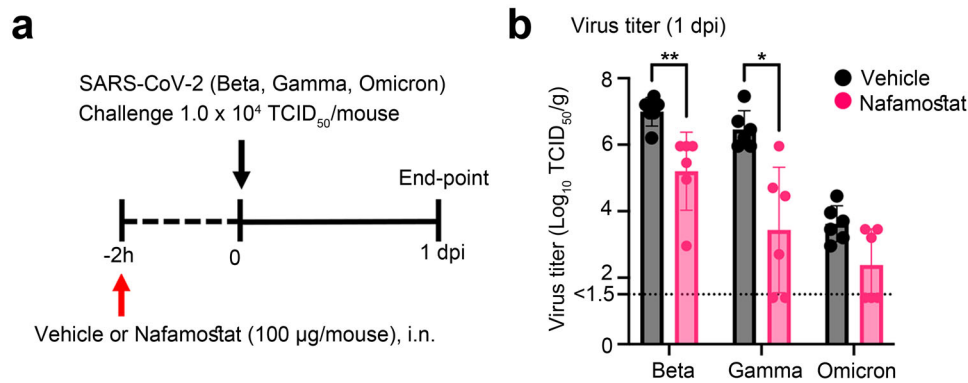 a
SARS-CoV-2 (Beta, Gamma, Omicron)
Challenge 1.0 x 10⁴ TCID₅₀/mouse
End-point
-2h
0
1 dpi
Vehicle or Nafamostat (100 µg/mouse), i.n.
b
Virus titer (1 dpi)
Virus titer (Log₁₀ TCID₅₀/g)
8
6
4
2
<1.5
0
**
*
Vehicle
Nafamostat
Beta
Gamma
Omicron